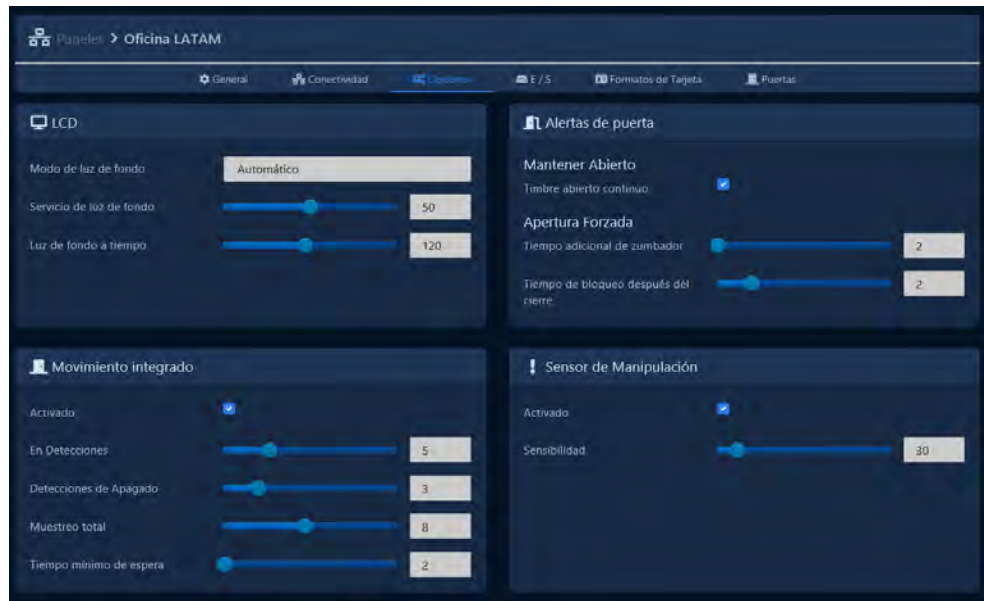 Paneles > Oficina LATAM
General Conectividad Opciones E / S Formatos de Tarjeta Puertas
LCD
Modo de luz de fondo Automático
Servicio de luz de fondo 50
Luz de fondo a tiempo 120
Alertas de puerta
Mantener Abierto
Timbre abierto continuo
Apertura Forzada
Tiempo adicional de zumbador 2
Tiempo de bloqueo después del 2
cierre
Movimiento integrado
Activado
En Detecciones 5
Detecciones de Apagado 3
Muestreo total 8
Tiempo mínimo de espera 2
Sensor de Manipulación
Activado
Sensibilidad 30